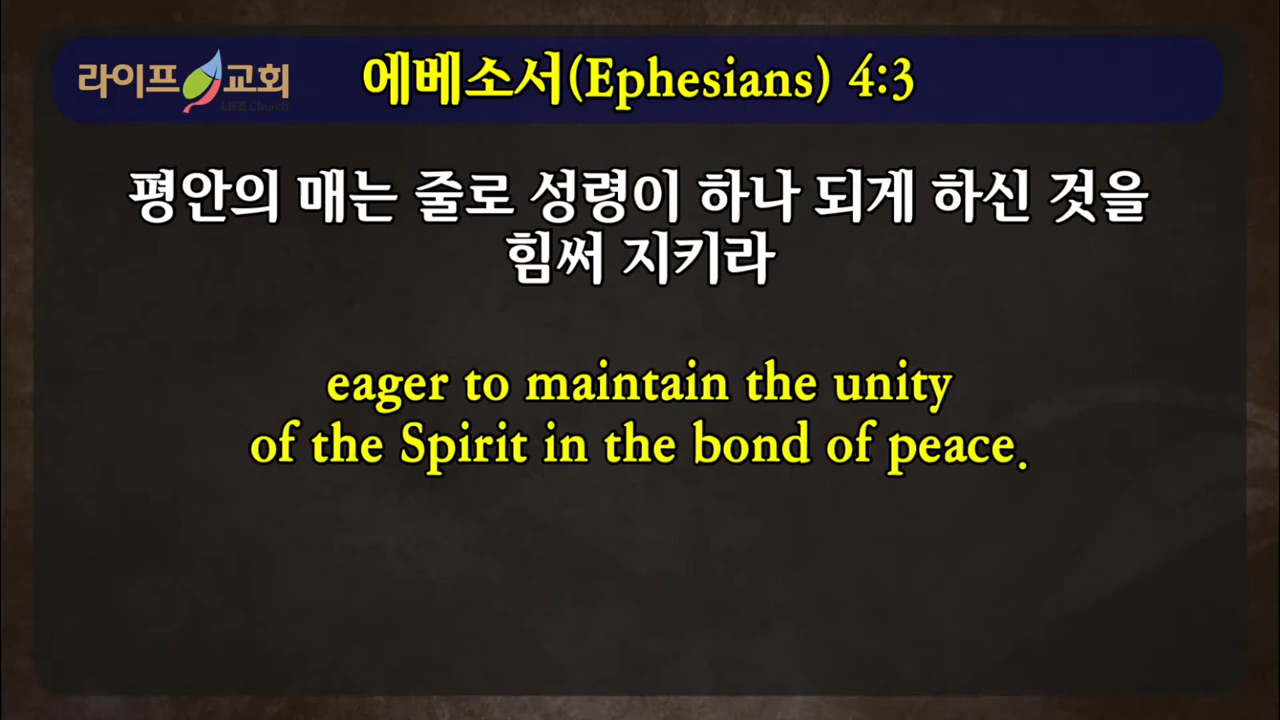 라이프 교회
LIFE Church
에베소서(Ephesians) 4:3
평안의 매는 줄로 성령이 하나 되게 하신 것을
힘써 지키라
eager to maintain the unity
of the Spirit in the bond of peace.